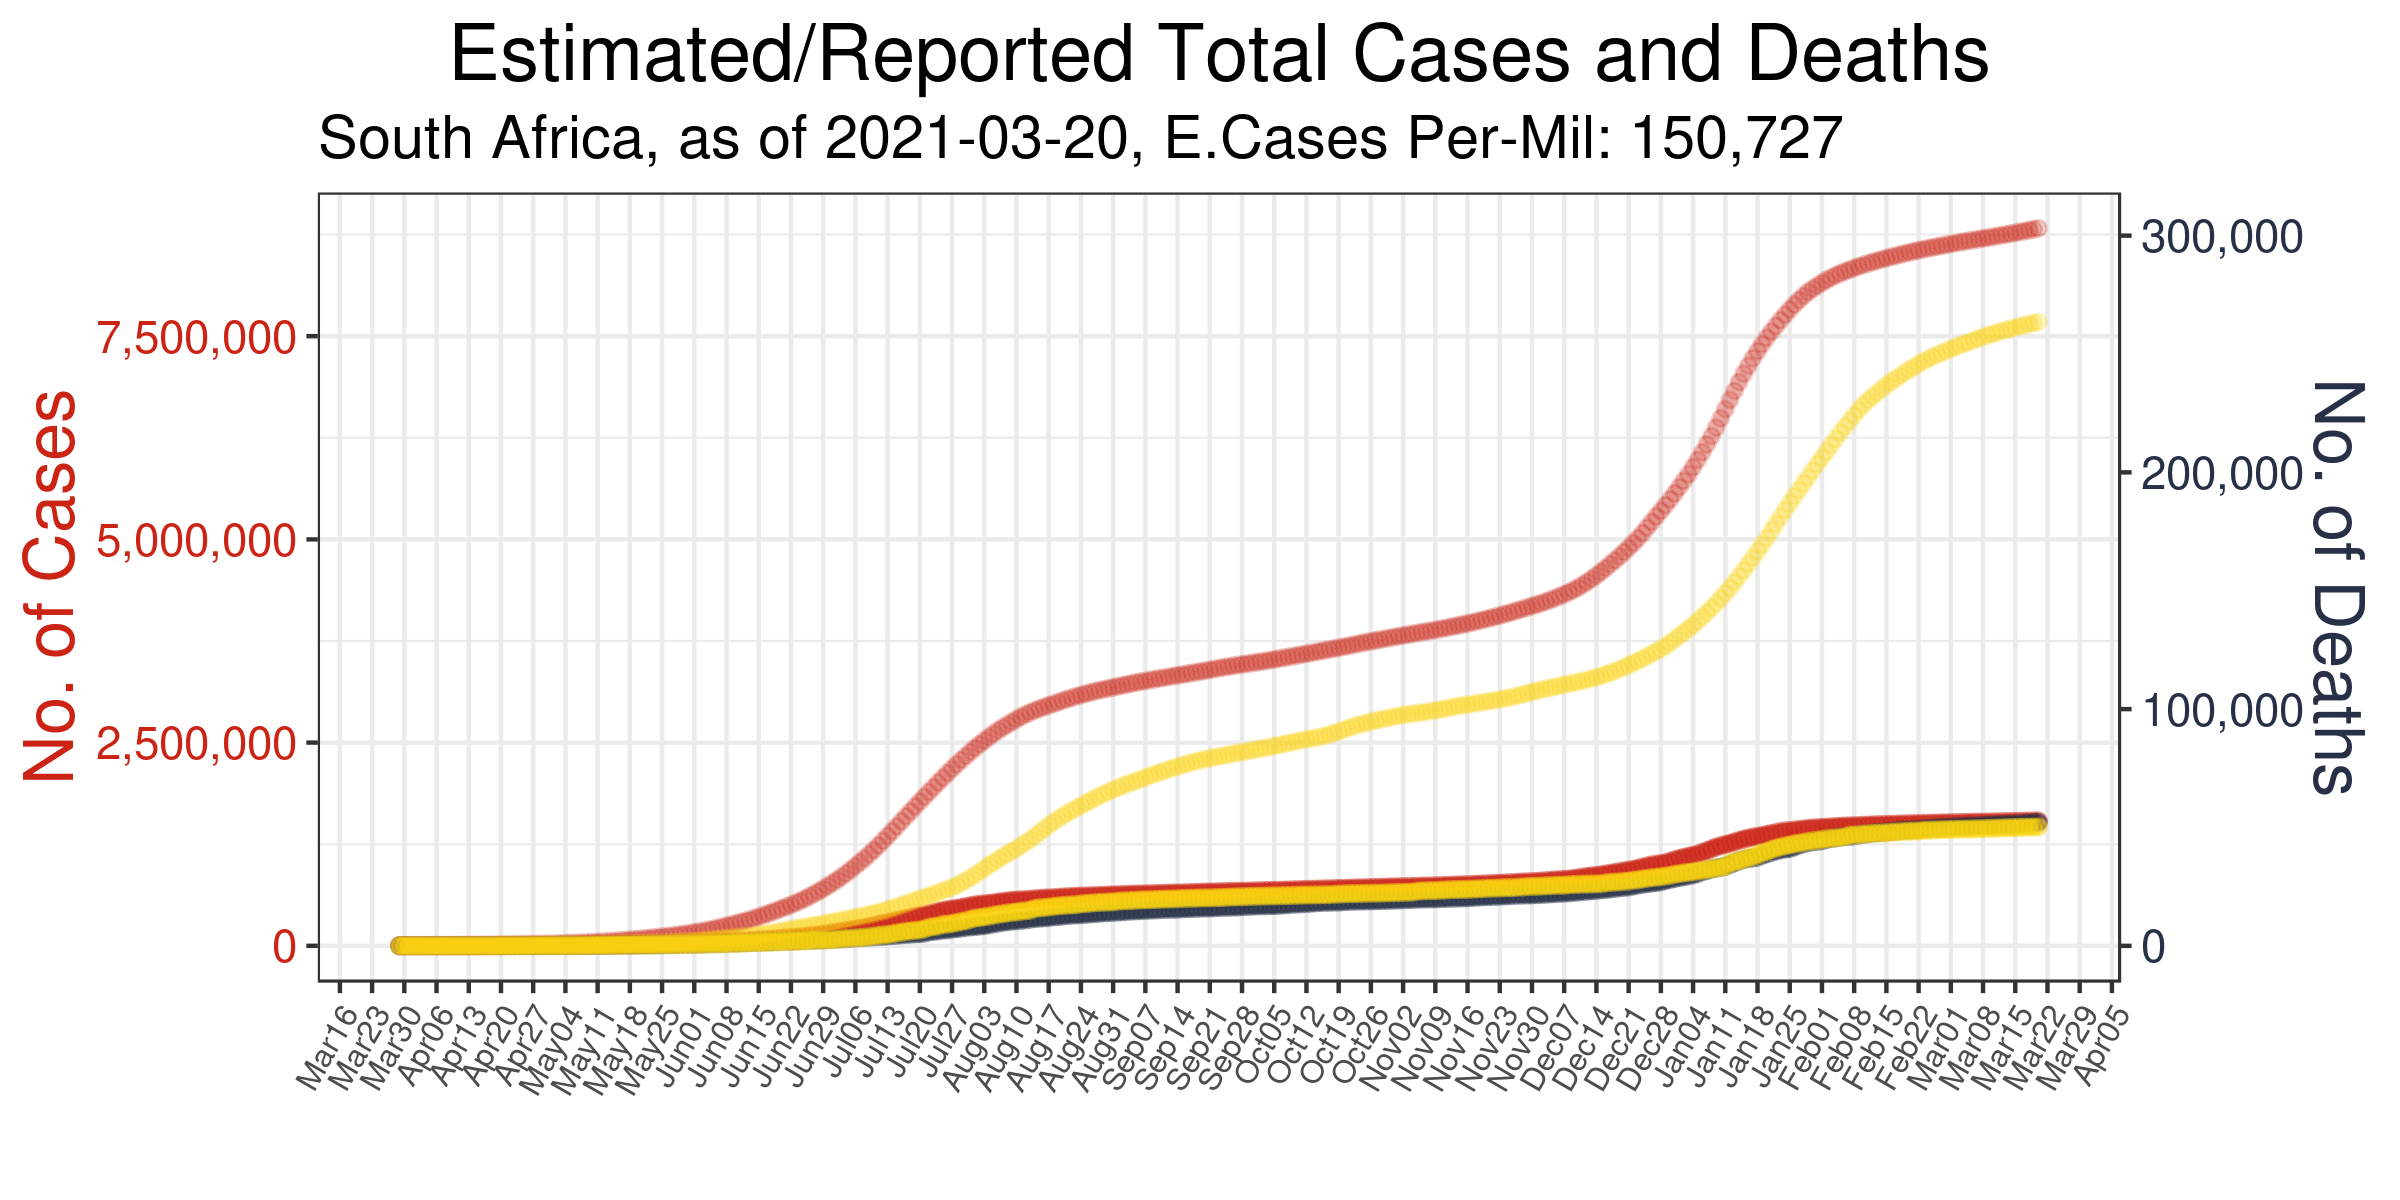 Estimated/Reported Total Cases and Deaths
South Africa, as of 2021-03-20, E.Cases Per-Mil: 150,727
No. of Cases
7,500,000
5,000,000
2,500,000
0
300,000
200,000
100,000
0
No. of Deaths
Mar16
Mar23
Mar30
Apr06
Apr13
Apr20
Apr27
May04
May11
May18
May25
Jun01
Jun08
Jun15
Jun22
Jun29
Jul06
Jul13
Jul20
Jul27
Aug03
Aug10
Aug17
Aug24
Aug31
Sep07
Sep14
Sep21
Sep28
Oct05
Oct12
Oct19
Oct26
Nov02
Nov09
Nov16
Nov23
Nov30
Dec07
Dec14
Dec21
Dec28
Jan04
Jan11
Jan18
Jan25
Feb01
Feb08
Feb15
Feb22
Mar01
Mar08
Mar15
Mar22
Mar29
Apr05